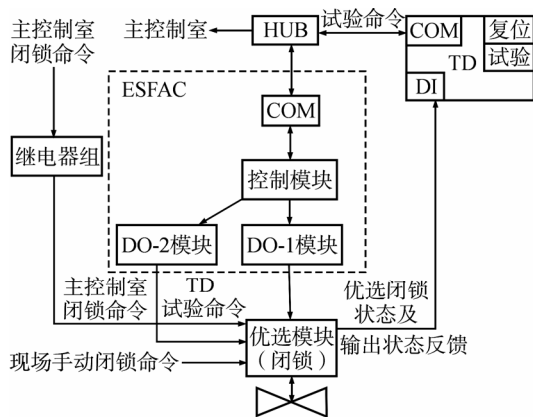 主控制室
HUB
试验命令
COM
复位
试验
TD
DI
主控制室
闭锁命令
ESFAC
COM
继电器组
控制模块
DO-2模块
DO-1模块
主控制室
闭锁命令
TD
试验命令
优选闭锁
状态及
输出状态反馈
优选模块
（闭锁）
现场手动闭锁命令